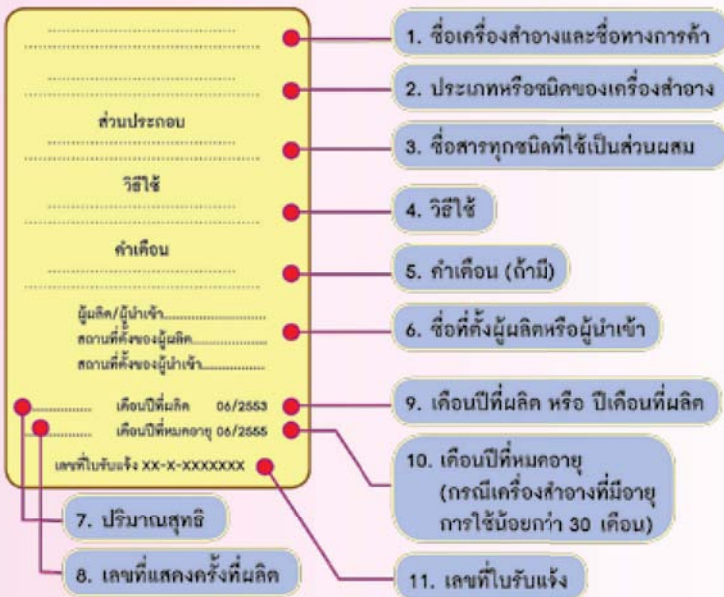 1. ชื่อเครื่องสำอางและชื่อทางการค้า
2. ประเภทหรือชนิดของเครื่องสำอาง
ส่วนประกอบ
3. ชื่อสารทุกชนิดที่ใช้เป็นส่วนผสม
วิธีใช้
4. วิธีใช้
คำเตือน
5. คำเตือน (ถ้ามี)
ผู้ผลิต/ผู้นำเข้า
สถานที่ตั้งของผู้ผลิต
สถานที่ตั้งของผู้นำเข้า
6. ชื่อที่ตั้งผู้ผลิตหรือผู้นำเข้า
เดือนปีที่ผลิต 06/2553
9. เดือนปีที่ผลิต หรือ ปีเดือนที่ผลิต
เดือนปีที่หมดอายุ 06/2555
10. เดือนปีที่หมดอายุ
(กรณีเครื่องสำอางที่มีอายุ
การใช้น้อยกว่า 30 เดือน)
เลขที่ใบรับแจ้ง XX-X-XXXXXXX
7. ปริมาณสุทธิ
8. เลขที่แสดงครั้งที่ผลิต
11. เลขที่ใบรับแจ้ง